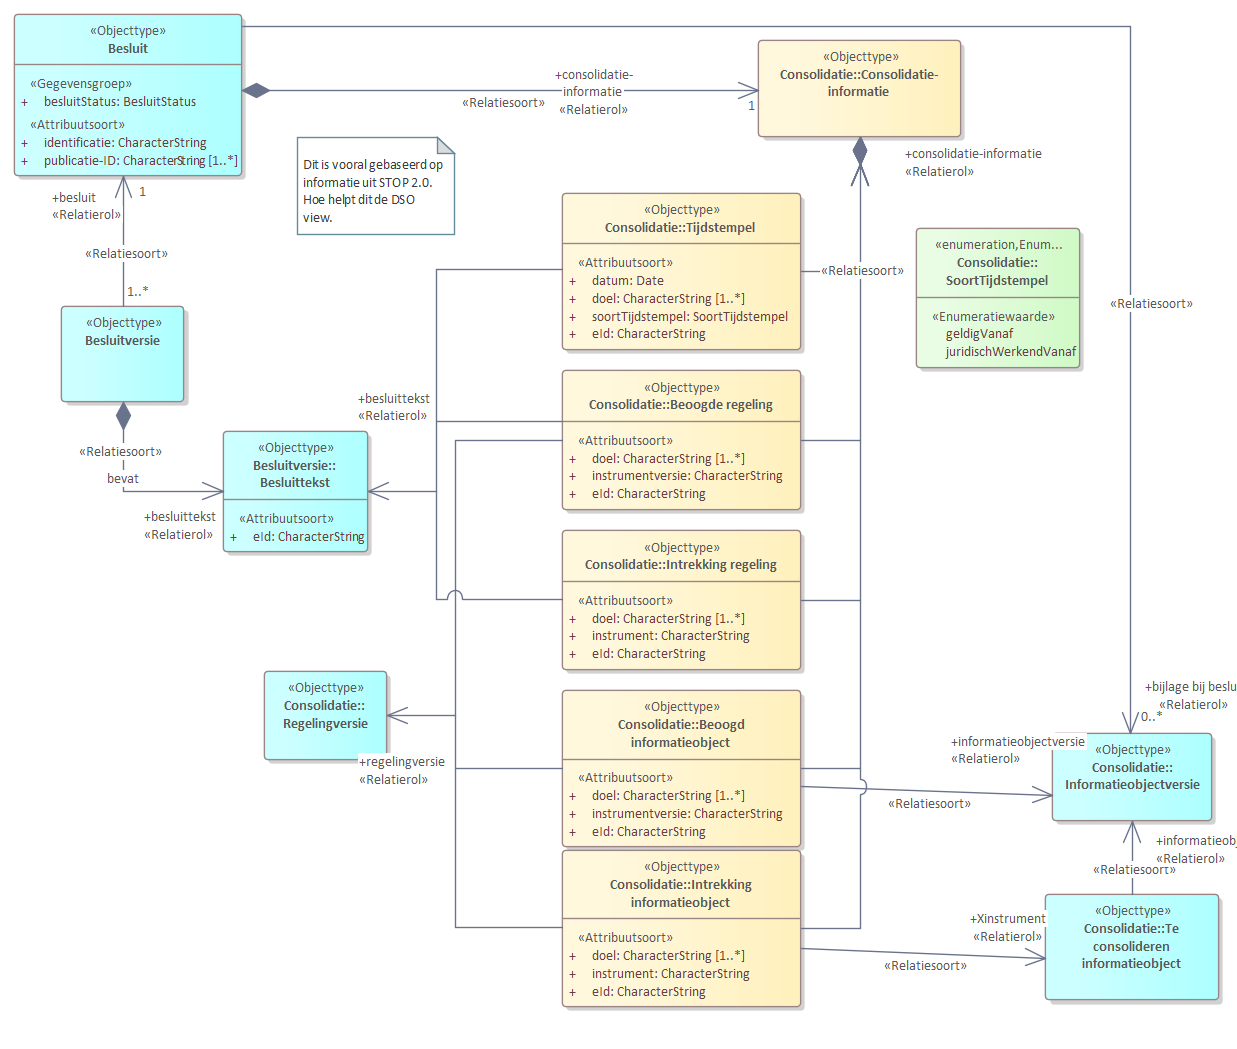 «Objecttype»
Besluit
«Gegevensgroep»
+ besluitStatus: BesluitStatus
«Attribuutsoort»
+ identificatie: CharacterString
+ publicatie-ID: CharacterString [1..*]
+consolidatie-
informatie
«Relatierol»
«Relatiesoort»
1
«Objecttype»
Consolidatie::Consolidatie-
informatie
Dit is vooral gebaseerd op
informatie uit STOP 2.0.
Hoe helpt dit de DSO
view.
+besluit
«Relatierol»
1
«Relatiesoort»
1..*
«Objecttype»
Besluitversie
+consolidatie-informatie
«Relatierol»
«Objecttype»
Consolidatie::Tijdstempel
«Attribuutsoort»
+ datum: Date
+ doel: CharacterString [1..*]
+ soortTijdstempel: SoortTijdstempel
+ eId: CharacterString
«Relatiesoort»
«enumeration,Enum...
Consolidatie::
SoortTijdstempel
«Enumeratiewaarde»
geldigVanaf
juridischWerkendVanaf
«Relatiesoort»
«Relatiesoort»
bevat
+besluittekst
«Relatierol»
+besluittekst
«Relatierol»
«Objecttype»
Besluitversie::
Besluittekst
«Attribuutsoort»
+ eId: CharacterString
«Objecttype»
Consolidatie::Beoogde regeling
«Attribuutsoort»
+ doel: CharacterString [1..*]
+ instrumentversie: CharacterString
+ eId: CharacterString
«Objecttype»
Consolidatie::Intrekking regeling
«Attribuutsoort»
+ doel: CharacterString [1..*]
+ instrument: CharacterString
+ eId: CharacterString
«Objecttype»
Consolidatie::
Regelingversie
+regelingversie
«Relatierol»
«Objecttype»
Consolidatie::Beoogd
informatieobject
«Attribuutsoort»
+ doel: CharacterString [1..*]
+ instrumentversie: CharacterString
+ eId: CharacterString
+bijlage bij beslu
«Relatierol»
0..*
+informatieobjectversie
«Relatierol»
«Relatiesoort»
«Objecttype»
Consolidatie::
Informatieobjectversie
+informatieobj
«Relatierol»
«Relatiesoort»
«Objecttype»
Consolidatie::Intrekking
informatieobject
«Attribuutsoort»
+ doel: CharacterString [1..*]
+ instrument: CharacterString
+ eId: CharacterString
+Xinstrument
«Relatierol»
«Relatiesoort»
«Objecttype»
Consolidatie::Te
consolideren
informatieobject